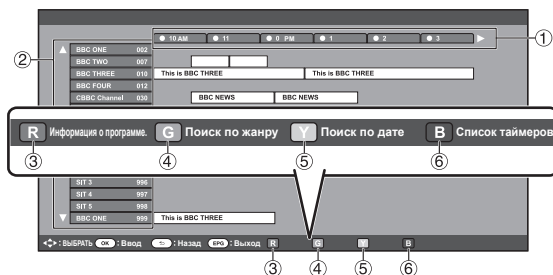 10 AM 11 0 PM 1 2 3 ①
②
BBC ONE 002
BBC TWO 007
BBC THREE 010 This is BBC THREE This is BBC THREE
BBC FOUR 012
CBBC Channel 030 BBC NEWS BBC NEWS
R Информация о программе. G Поиск по жанру Y Поиск по дате B Список таймеров
③ ④ ⑤ ⑥
SIT 3 996
SIT 4 997
SIT 5 998
BBC ONE 999 This is BBC THREE
: ВЫБРАТЬ OK : Ввод : Назад EPG : Выход R G Y B
③ ④ ⑤ ⑥